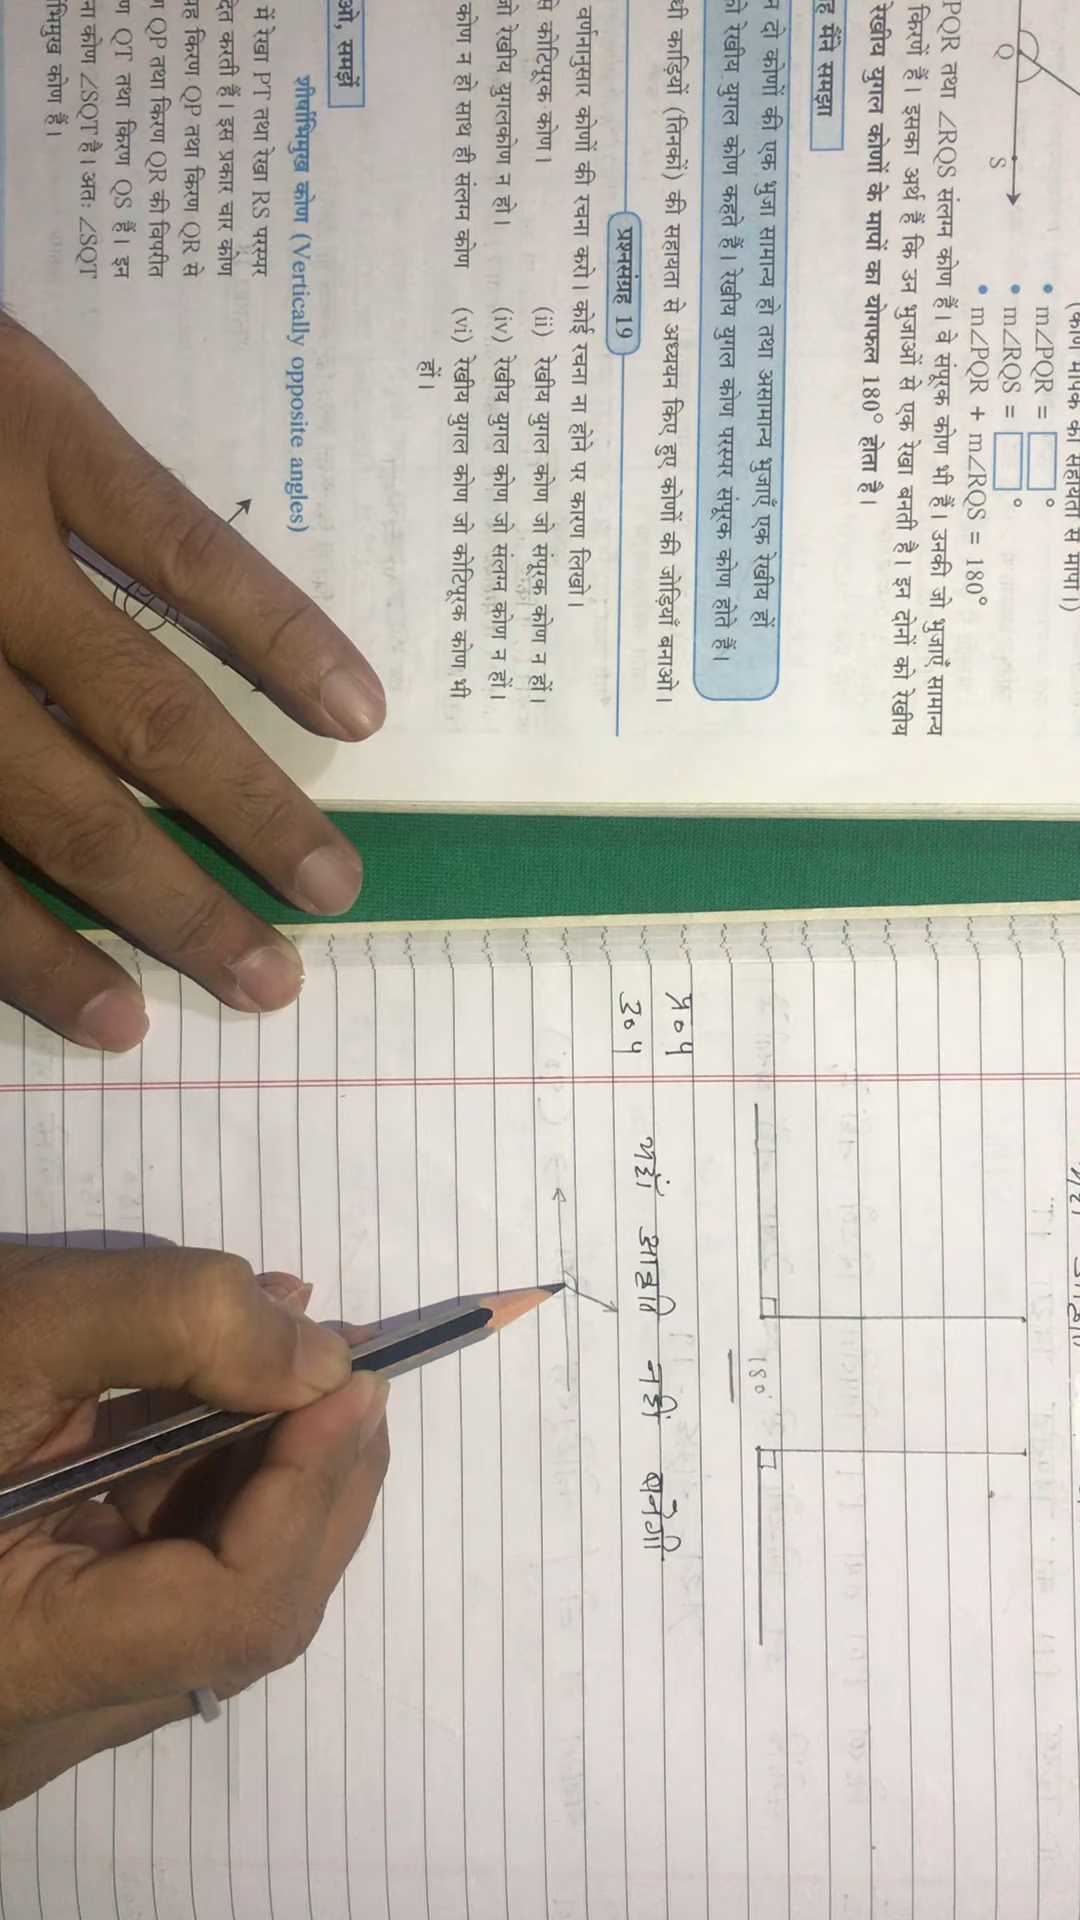 (कोण मापक की सहायता से मापो।)
Q
S
m∠PQR = °
m∠RQS = °
m∠PQR + m∠RQS = 180°
PQR तथा ∠RQS संलग्न कोण हैं। वे संपूरक कोण भी हैं। उनकी जो भुजाएँ सामान्य
किरणें हैं। इसका अर्थ है कि उन भुजाओं से एक रेखा बनती है। इन दोनों को रेखीय
रेखीय युगल कोणों के मापों का योगफल 180° होता है।
मैंने समझा
दो कोणों की एक भुजा सामान्य हो तथा असामान्य भुजाएँ एक रेखीय हों
रेखीय युगल कोण कहते हैं। रेखीय युगल कोण परस्पर संपूरक कोण होते हैं।
काड़ियों (तिनकों) की सहायता से अध्ययन किए हुए कोणों की जोड़ियाँ बनाओ।
प्रश्नसंग्रह 19
वर्णनानुसार कोणों की रचना करो। कोई रचना ना होने पर कारण लिखो।
कोटिपूरक कोण।
(ii) रेखीय युगल कोण जो संपूरक कोण न हों।
रेखीय युगलकोण न हो।
(iv) रेखीय युगल कोण जो संलग्न कोण न हों।
कोण न हो साथ ही संलग्न कोण
(vi) रेखीय युगल कोण जो कोटिपूरक कोण भी
हों।
ओ, समझें
शीर्षाभिमुख कोण (Vertically opposite angles)
में रेखा PT तथा रेखा RS परस्पर
करती हैं। इस प्रकार चार कोण
किरण QP तथा किरण QR से
QP तथा किरण QR की विपरीत
QT तथा किरण QS हैं। इन
कोण ∠SQT है। अतः ∠SQT
कोण है।
180°
प्र०५
उ०५ यहाँ आकृति नहीं बनेगी